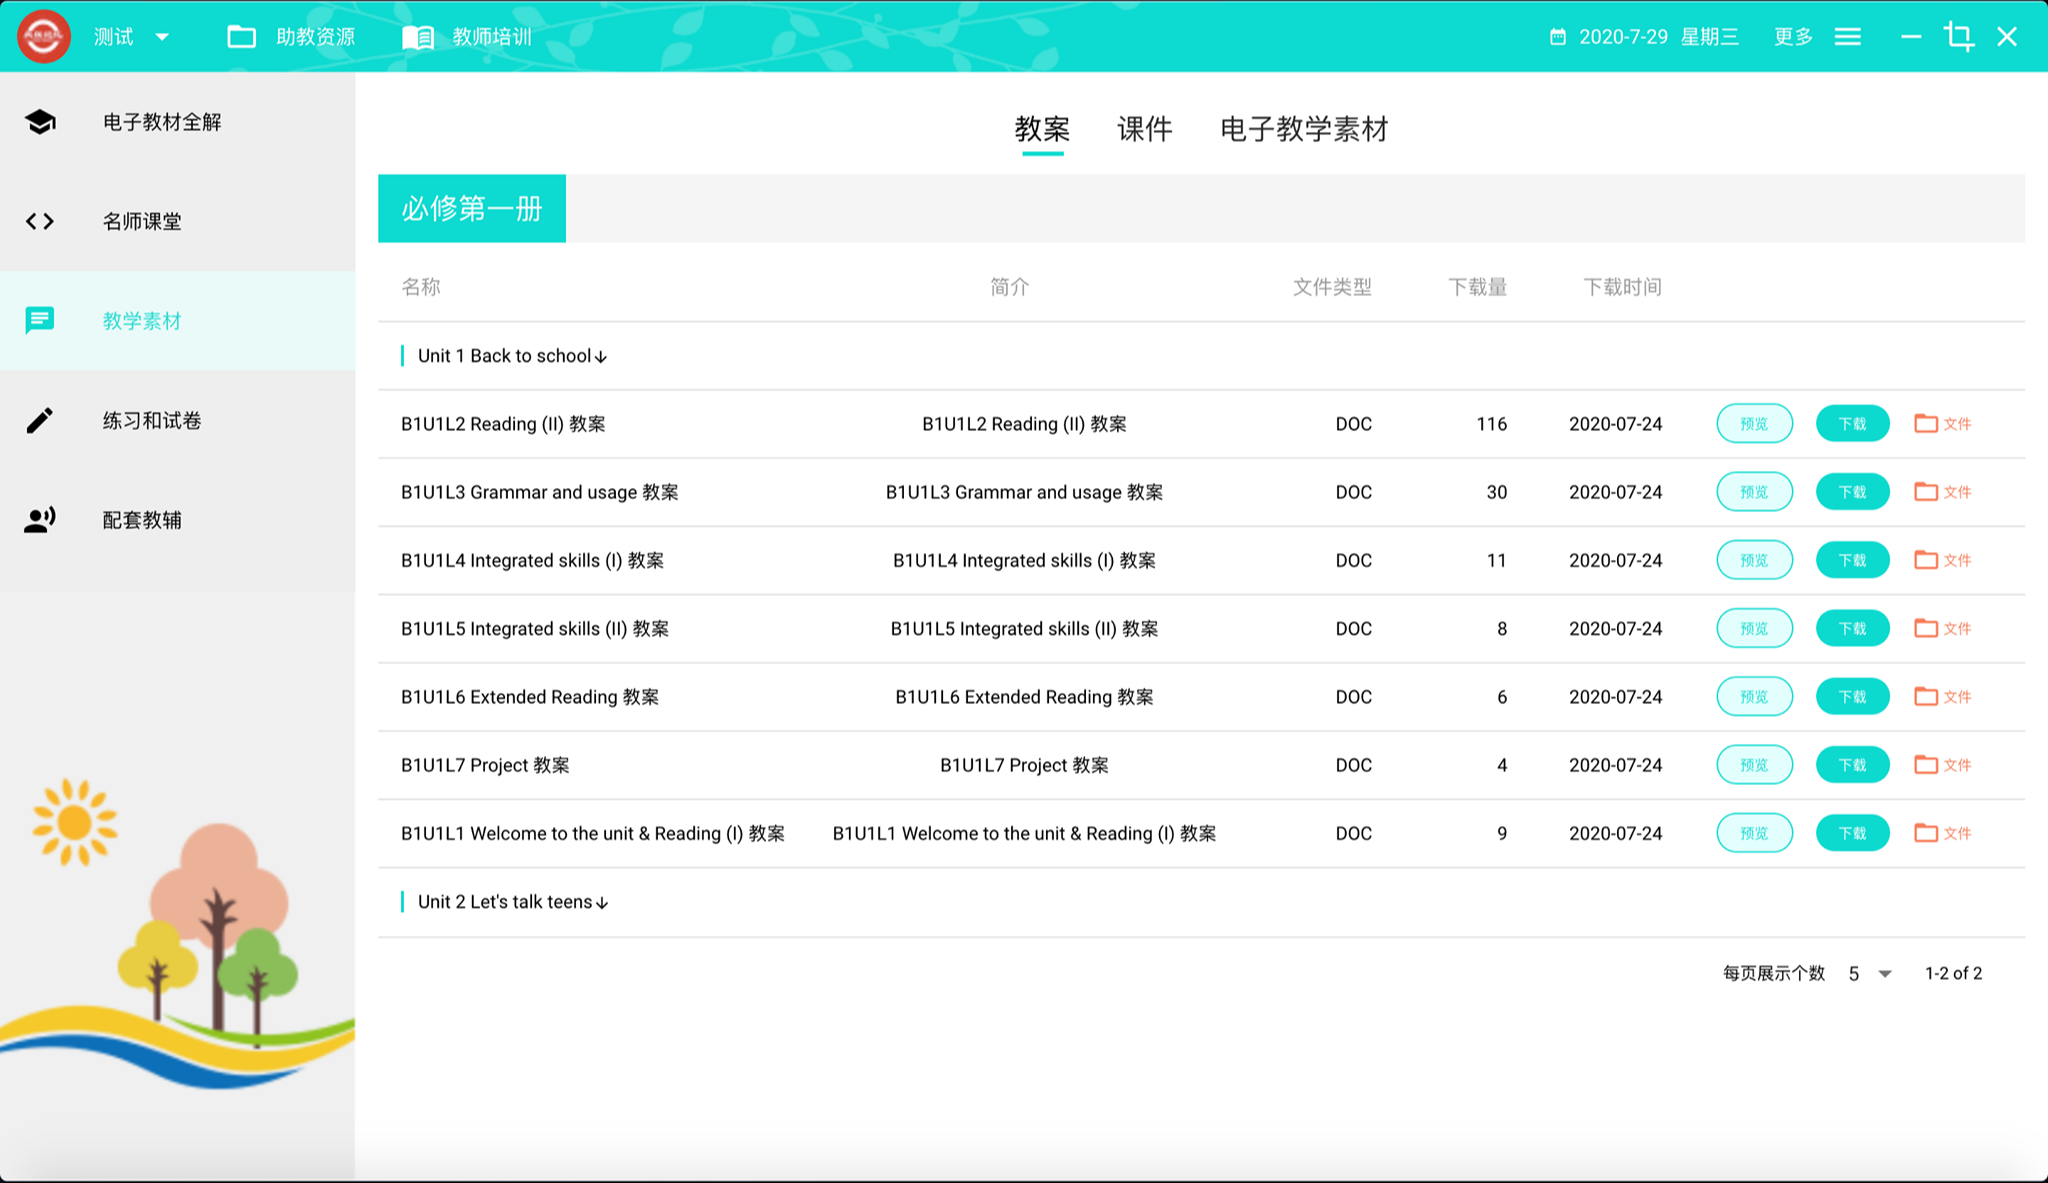 测试 助教资源 教师培训 2020-7-29 星期三 更多
电子教材全解
名师课堂
教学素材
练习和试卷
配套教辅
教案 课件 电子教学素材
必修第一册
名称 简介 文件类型 下载量 下载时间
Unit 1 Back to school↓
B1U1L2 Reading (II) 教案 B1U1L2 Reading (II) 教案 DOC 116 2020-07-24 预览 下载 文件
B1U1L3 Grammar and usage 教案 B1U1L3 Grammar and usage 教案 DOC 30 2020-07-24 预览 下载 文件
B1U1L4 Integrated skills (I) 教案 B1U1L4 Integrated skills (I) 教案 DOC 11 2020-07-24 预览 下载 文件
B1U1L5 Integrated skills (II) 教案 B1U1L5 Integrated skills (II) 教案 DOC 8 2020-07-24 预览 下载 文件
B1U1L6 Extended Reading 教案 B1U1L6 Extended Reading 教案 DOC 6 2020-07-24 预览 下载 文件
B1U1L7 Project 教案 B1U1L7 Project 教案 DOC 4 2020-07-24 预览 下载 文件
B1U1L1 Welcome to the unit & Reading (I) 教案 B1U1L1 Welcome to the unit & Reading (I) 教案 DOC 9 2020-07-24 预览 下载 文件
Unit 2 Let's talk teens↓
每页展示个数 5 1-2 of 2